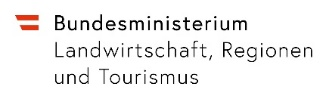 Bundesministerium
Landwirtschaft, Regionen
und Tourismus